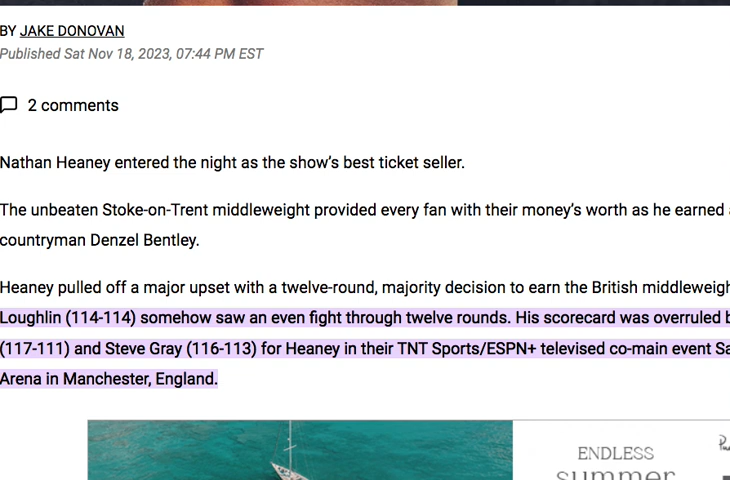 BY JAKE DONOVAN
Published Sat Nov 18, 2023, 07:44 PM EST
2 comments
Nathan Heaney entered the night as the show's best ticket seller.
The unbeaten Stoke-on-Trent middleweight provided every fan with their money's worth as he earned
countryman Denzel Bentley.
Heaney pulled off a major upset with a twelve-round, majority decision to earn the British middleweigh
Loughlin (114-114) somehow saw an even fight through twelve rounds. His scorecard was overruled b
(117-111) and Steve Gray (116-113) for Heaney in their TNT Sports/ESPN+ televised co-main event Sa
Arena in Manchester, England.
ENDLESS
summer